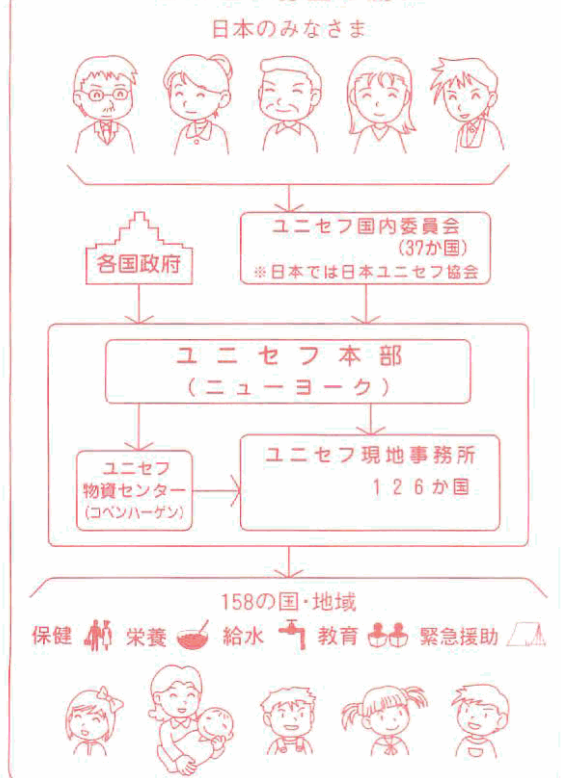 日本のみなさま
ユニセフ国内委員会
(37か国)
※日本では日本ユニセフ協会
各国政府
ユニセフ本部
(ニューヨーク)
ユニセフ
物資センター
(コペンハーゲン)
ユニセフ現地事務所
126か国
158の国・地域
保健 栄養 給水 教育 緊急援助